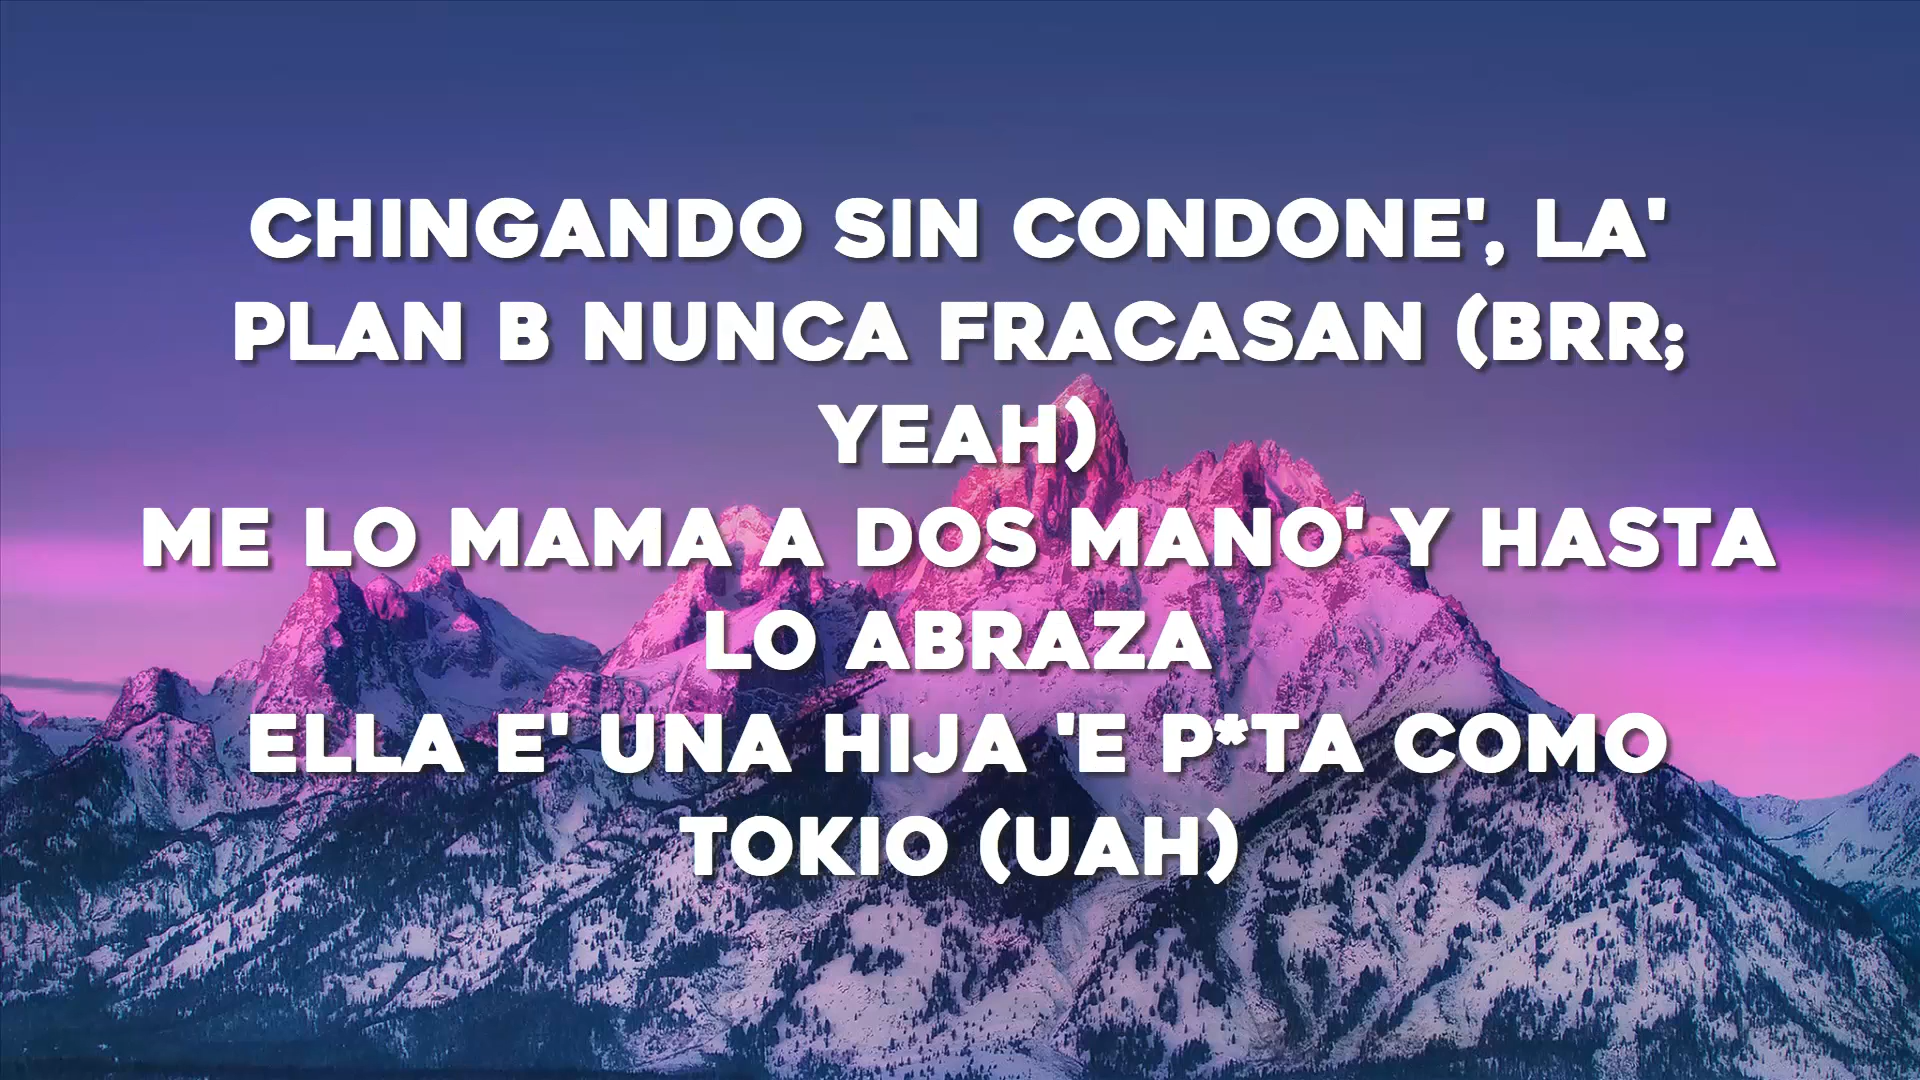 CHINGANDO SIN CONDONE', LA'
PLAN B NUNCA FRACASAN (BRR;
YEAH)
ME LO MAMA A DOS MANO' Y HASTA
LO ABRAZA
ELLA E' UNA HIJA 'E P*TA COMO
TOKIO (UAH)